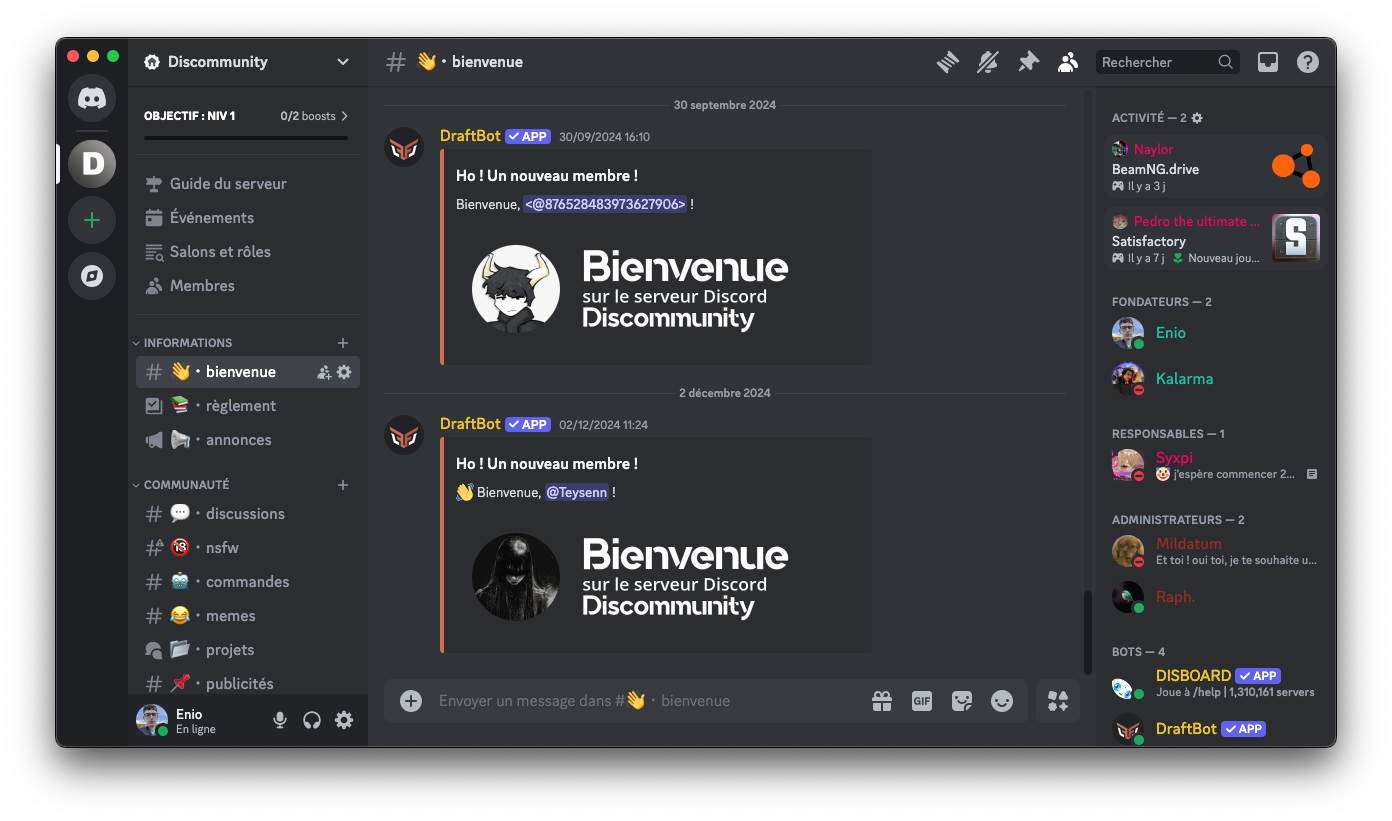 Discommunity
OBJECTIF : NIV 1 0/2 boosts
Guide du serveur
Événements
Salons et rôles
Membres
INFORMATIONS
👋・bienvenue
📚・règlement
📢・annonces
COMMUNAUTÉ
💬・discussions
🔞・nsfw
🤖・commandes
😂・memes
📂・projets
📌・publicités
Enio
En ligne
👋・bienvenue
Rechercher
30 septembre 2024
DraftBot APP 30/09/2024 16:10
Ho ! Un nouveau membre !
Bienvenue, <@876528483973627906> !
Bienvenue
sur le serveur Discord
Discommunity
2 décembre 2024
DraftBot APP 02/12/2024 11:24
Ho ! Un nouveau membre !
👋 Bienvenue, @Teysenn !
Bienvenue
sur le serveur Discord
Discommunity
Envoyer un message dans #👋・bienvenue
GIF
ACTIVITÉ — 2
Naylor
BeamNG.drive
Il y a 3 j
Pedro the ultimate ...
Satisfactory
Il y a 7 j Nouveau jou...
S
FONDATEURS — 2
Enio
Kalarma
RESPONSABLES — 1
Syxpi
🤡 j'espère commencer 2...
ADMINISTRATEURS — 2
Mildatum
Et toi ! oui toi, je te souhaite u...
Raph.
BOTS — 4
DISBOARD APP
Joue à /help | 1,310,161 servers
DraftBot APP
D